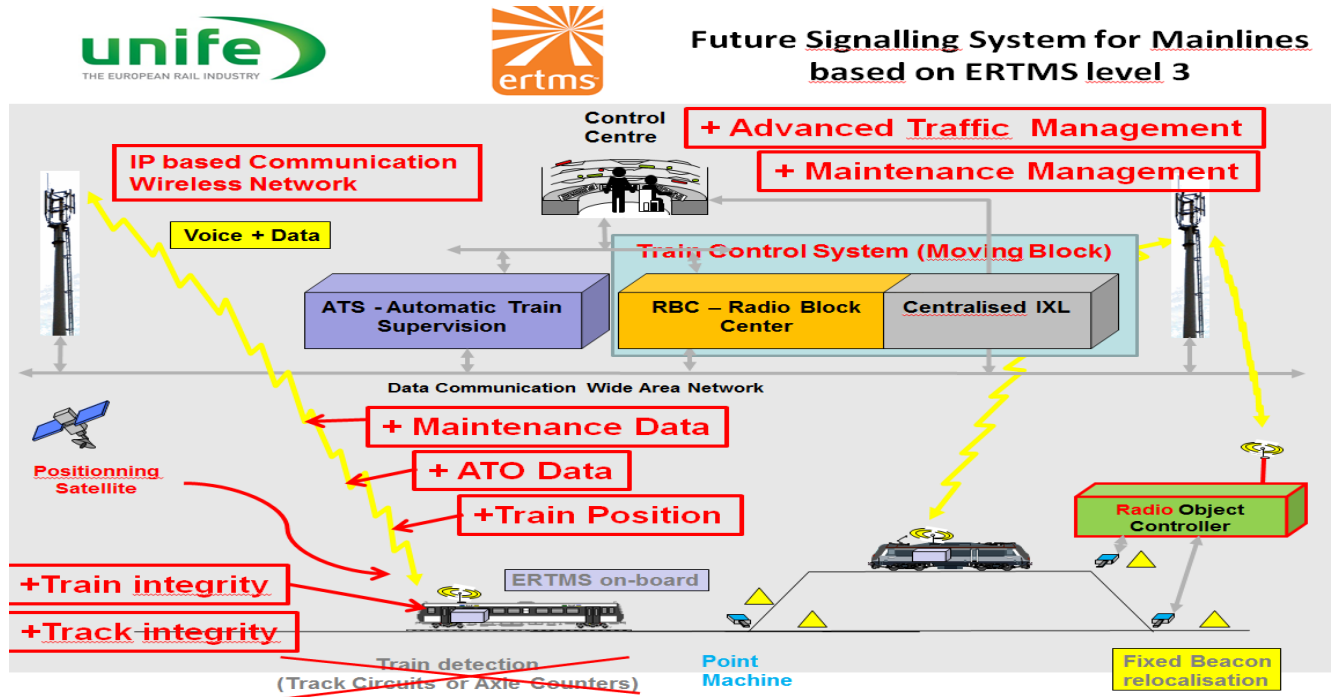 unife
THE EUROPEAN RAIL INDUSTRY
ertms
Future Signalling System for Mainlines
based on ERTMS level 3
Control
Centre
+ Advanced Traffic Management
+ Maintenance Management
IP based Communication
Wireless Network
Voice + Data
Train Control System (Moving Block)
ATS - Automatic Train
Supervision
RBC – Radio Block
Center
Centralised IXL
Data Communication Wide Area Network
+ Maintenance Data
+ ATO Data
+Train Position
Positionning
Satellite
Radio Object
Controller
ERTMS on-board
+Train integrity
+Track integrity
Train detection
(Track Circuits or Axle Counters)
Point
Machine
Fixed Beacon
relocalisation